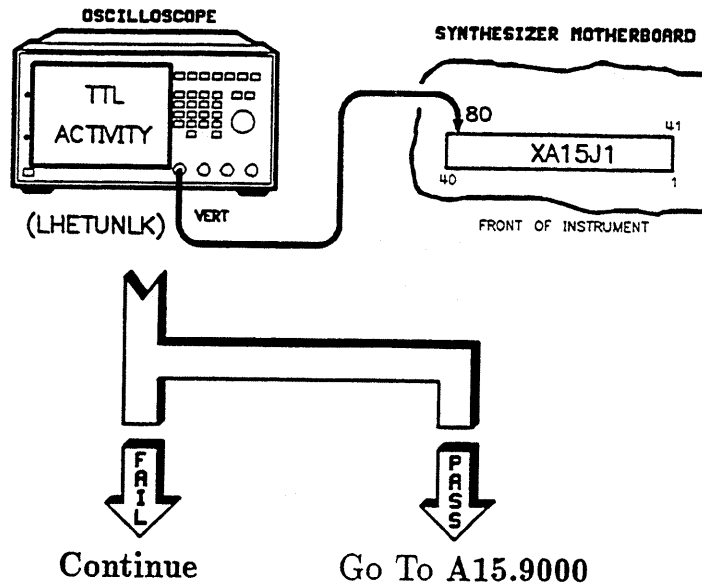 OSCILLOSCOPE
SYNTHESIZER MOTHERBOARD
TTL
ACTIVITY
80
41
XA15J1
40
1
(LHETUNLK)
VERT
FRONT OF INSTRUMENT
FAIL
PASS
Continue
Go To A15.9000